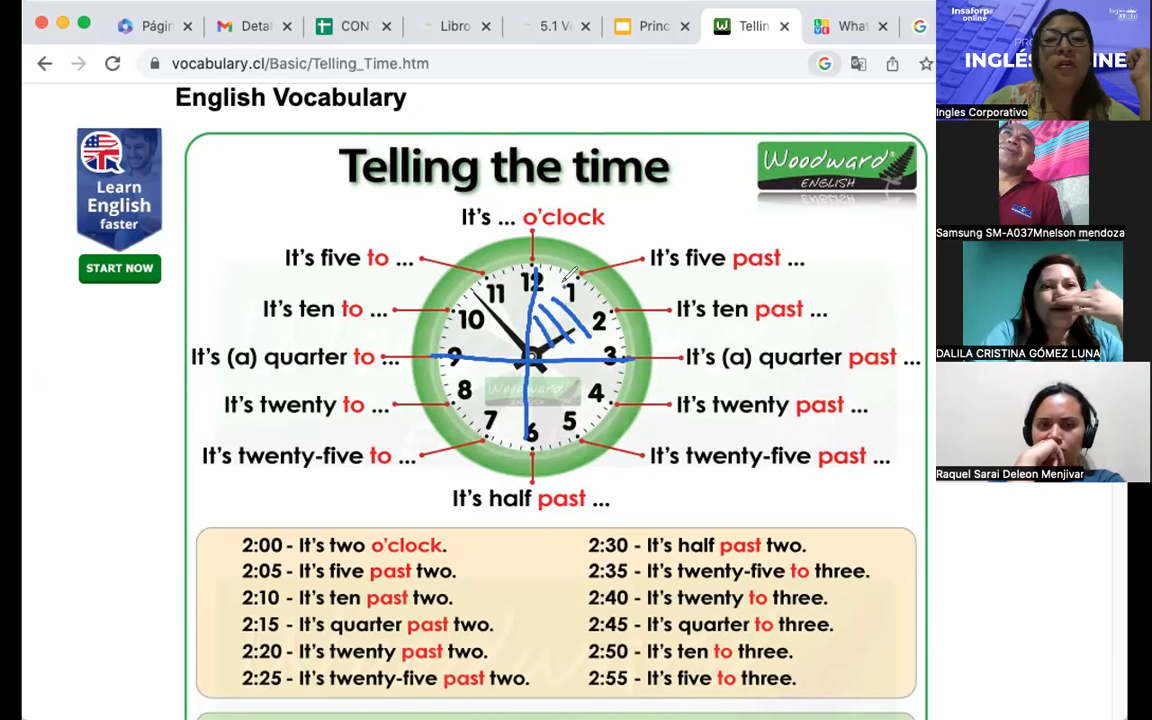 Págin
Detal
CON
Libro
5.1 V
Princ
Tellin
What
vocabulary.cl/Basic/Telling_Time.htm
English Vocabulary
Learn
English
faster
START NOW
Telling the time
Woodward®
ENGLISH
It's ... o'clock
It's five to ...
It's five past ...
It's ten to ...
It's ten past ...
It's (a) quarter to ...
It's (a) quarter past ...
It's twenty to ...
It's twenty past ...
It's twenty-five to ...
It's twenty-five past ...
It's half past ...
12
1
2
3
4
5
6
7
8
9
10
11
Woodward
ENGLISH
2:00 - It's two o'clock.
2:05 - It's five past two.
2:10 - It's ten past two.
2:15 - It's quarter past two.
2:20 - It's twenty past two.
2:25 - It's twenty-five past two.
2:30 - It's half past two.
2:35 - It's twenty-five to three.
2:40 - It's twenty to three.
2:45 - It's quarter to three.
2:50 - It's ten to three.
2:55 - It's five to three.
Insaforp
online
INGLÉS
INE
Ingles Corporativo
Samsung SM-A037Mnelson mendoza
DALILA CRISTINA GÓMEZ LUNA
Raquel Sarai Deleon Menjivar